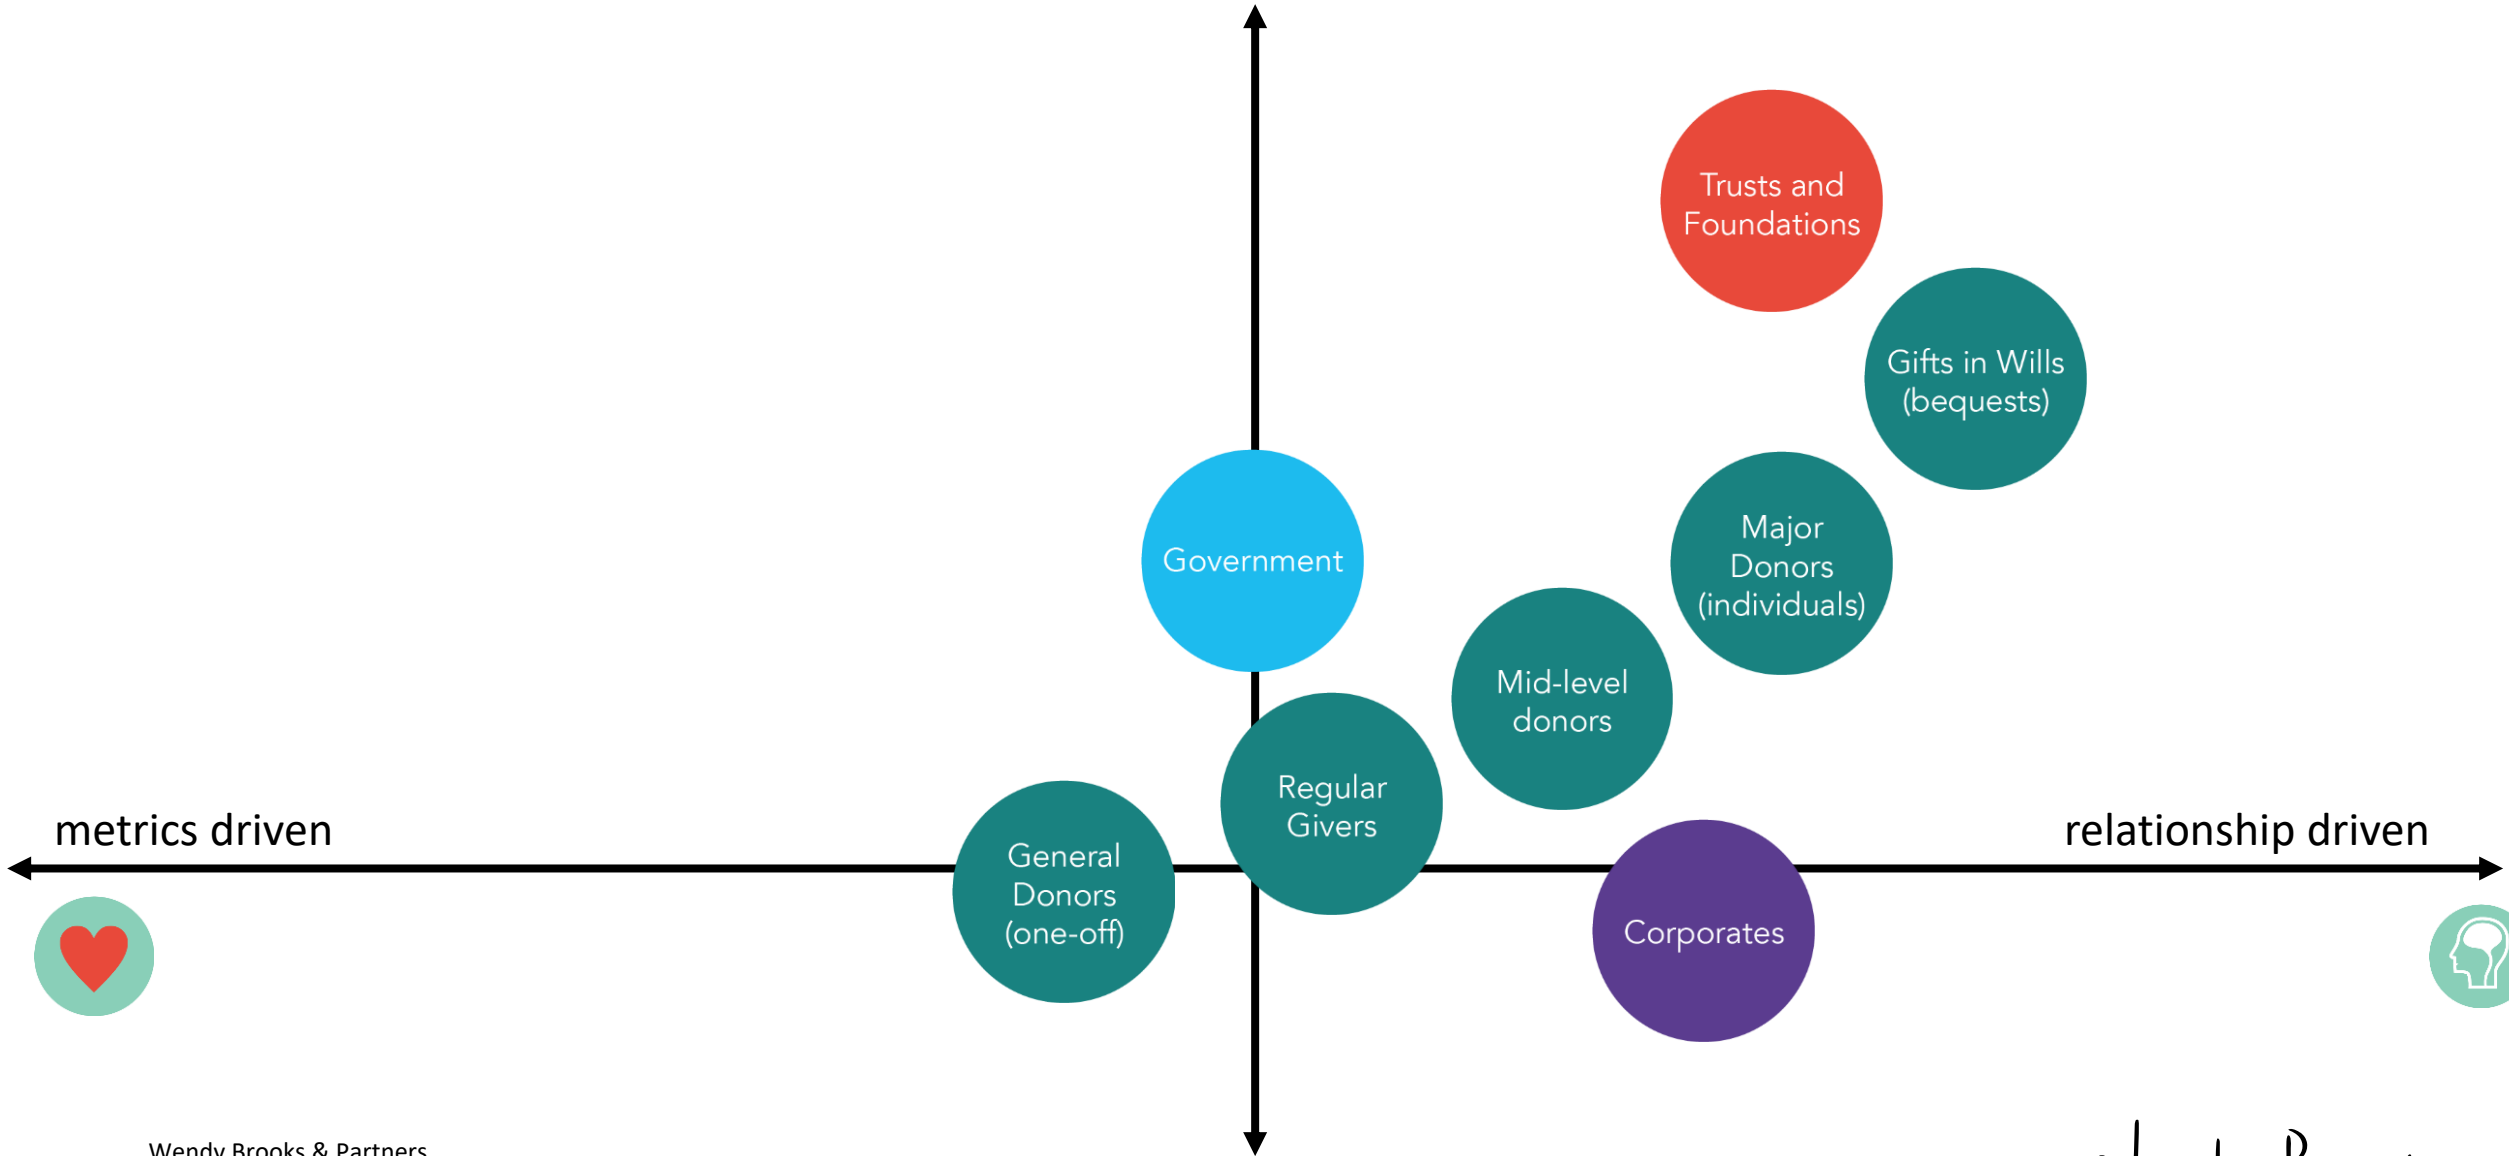 Trusts and
Foundations
Gifts in Wills
(bequests)
Major
Donors
(individuals)
Government
Mid-level
donors
Regular
Givers
metrics driven
relationship driven
General
Donors
(one-off)
Corporates
Wendy Brooks & Partners